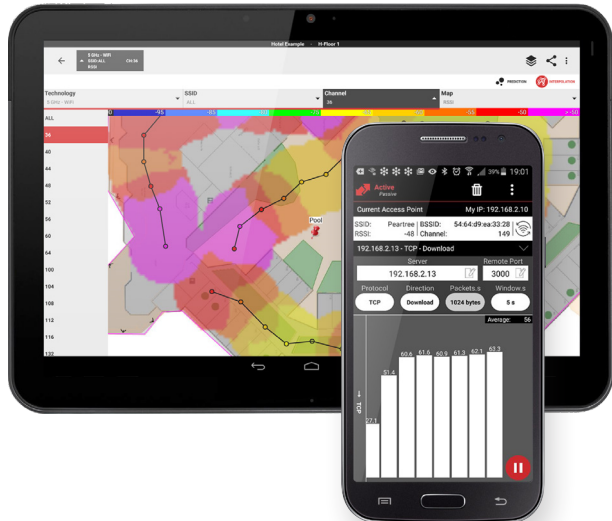 Hotel Example - H-Floor 1
5 GHz - WiFi
SSID: ALL CH:36
RSSI
PREDICTION INTERPOLATION
Technology SSID Channel Map
5 GHz - WiFi ALL 36 RSSI
0 -95 -85 -75 -55 -50 > -50
ALL
36
40
44
48
52
56
60
64
100
104
108
112
116
132
Pool
39% 19:01
Active
Passive
Current Access Point My IP: 192.168.2.10
SSID: Peartree BSSID: 54:64:d9:ea:33:28
RSSI: -48 Channel: 149
192.168.2.13 - TCP - Download
Server Remote Port
192.168.2.13 3000
Protocol Direction Packets.s Window.s
TCP Download 1024 bytes 5 s
Average: 56
27.1 51.4 60.6 61.6 60.9 61.3 62.1 63.3
→ TCP